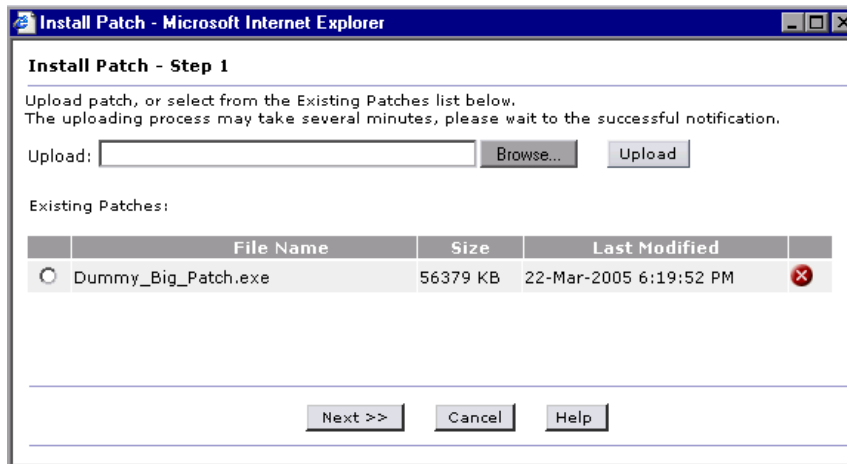 Install Patch - Microsoft Internet Explorer
Install Patch - Step 1
Upload patch, or select from the Existing Patches list below.
The uploading process may take several minutes, please wait to the successful notification.
Upload: Browse... Upload
Existing Patches:
File Name Size Last Modified
Dummy_Big_Patch.exe 56379 KB 22-Mar-2005 6:19:52 PM
Next >> Cancel Help